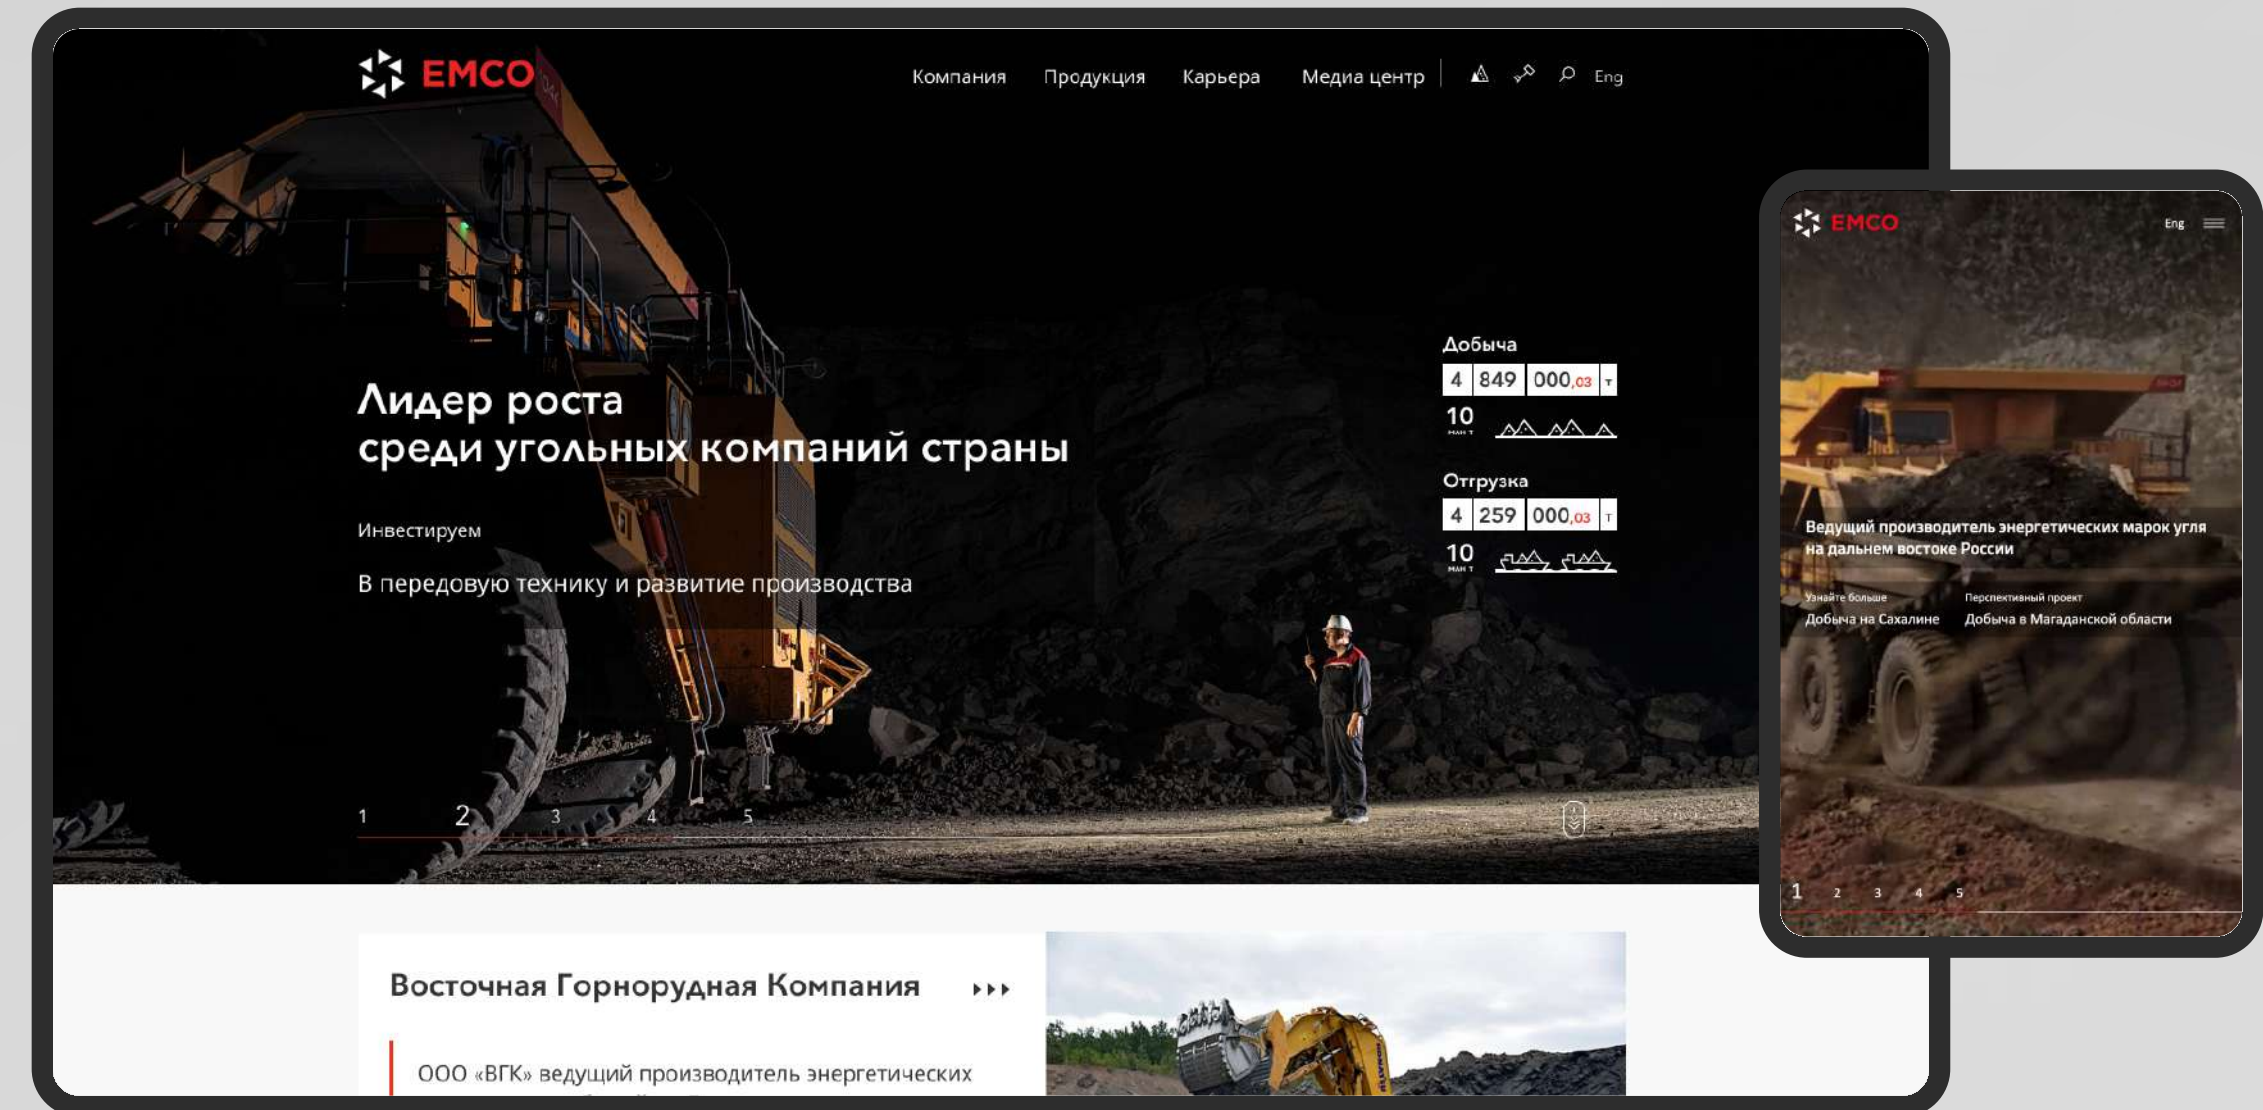 EMCO
Компания Продукция Карьера Медиа центр Eng
Лидер роста
среди угольных компаний страны
Инвестируем
В передовую технику и развитие производства
Добыча
4 849 000,03 т
10
млн т
Отгрузка
4 259 000,03 т
10
млн т
1 2 3 4 5
Восточная Горнорудная Компания
ООО «ВГК» ведущий производитель энергетических
EMCO
Eng
Ведущий производитель энергетических марок угля
на дальнем востоке России
Узнайте больше Перспективный проект
Добыча на Сахалине Добыча в Магаданской области
1 2 3 4 5